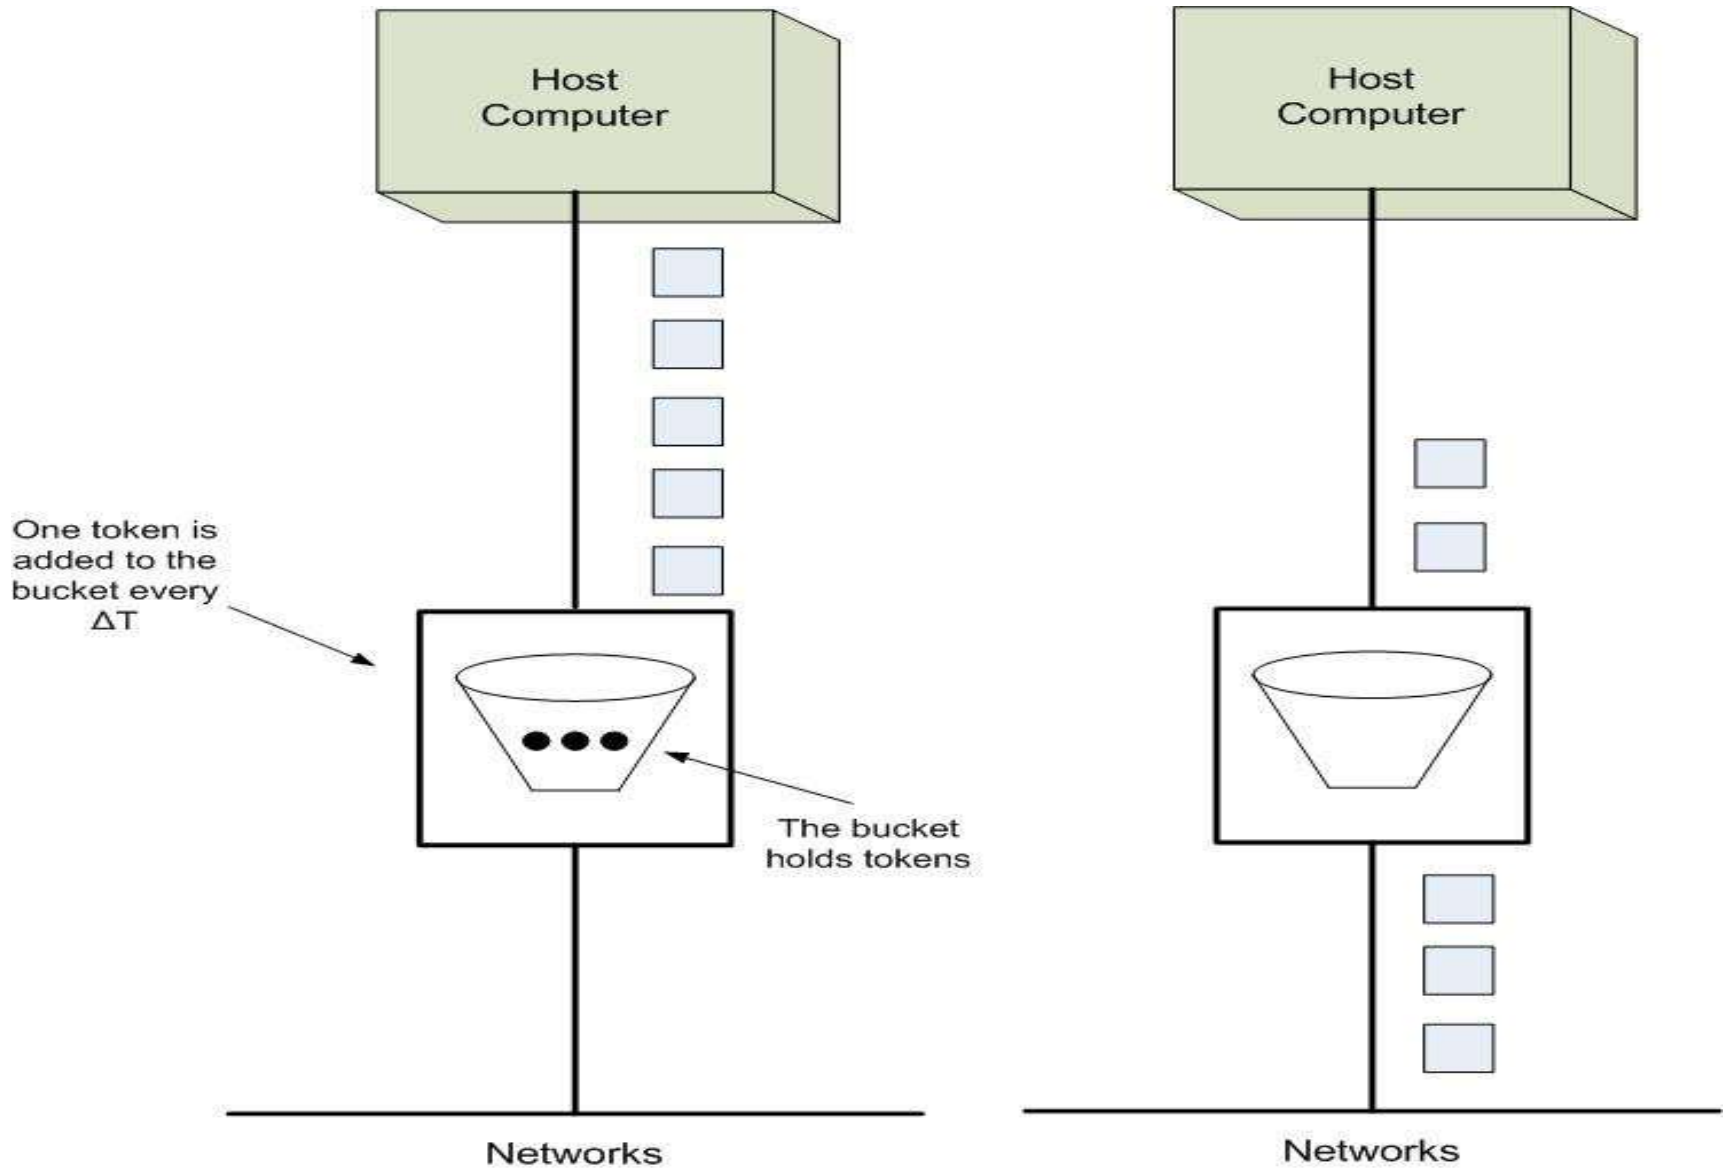 Host
Computer
Host
Computer
One token is
added to the
bucket every
ΔT
The bucket
holds tokens
Networks
Networks